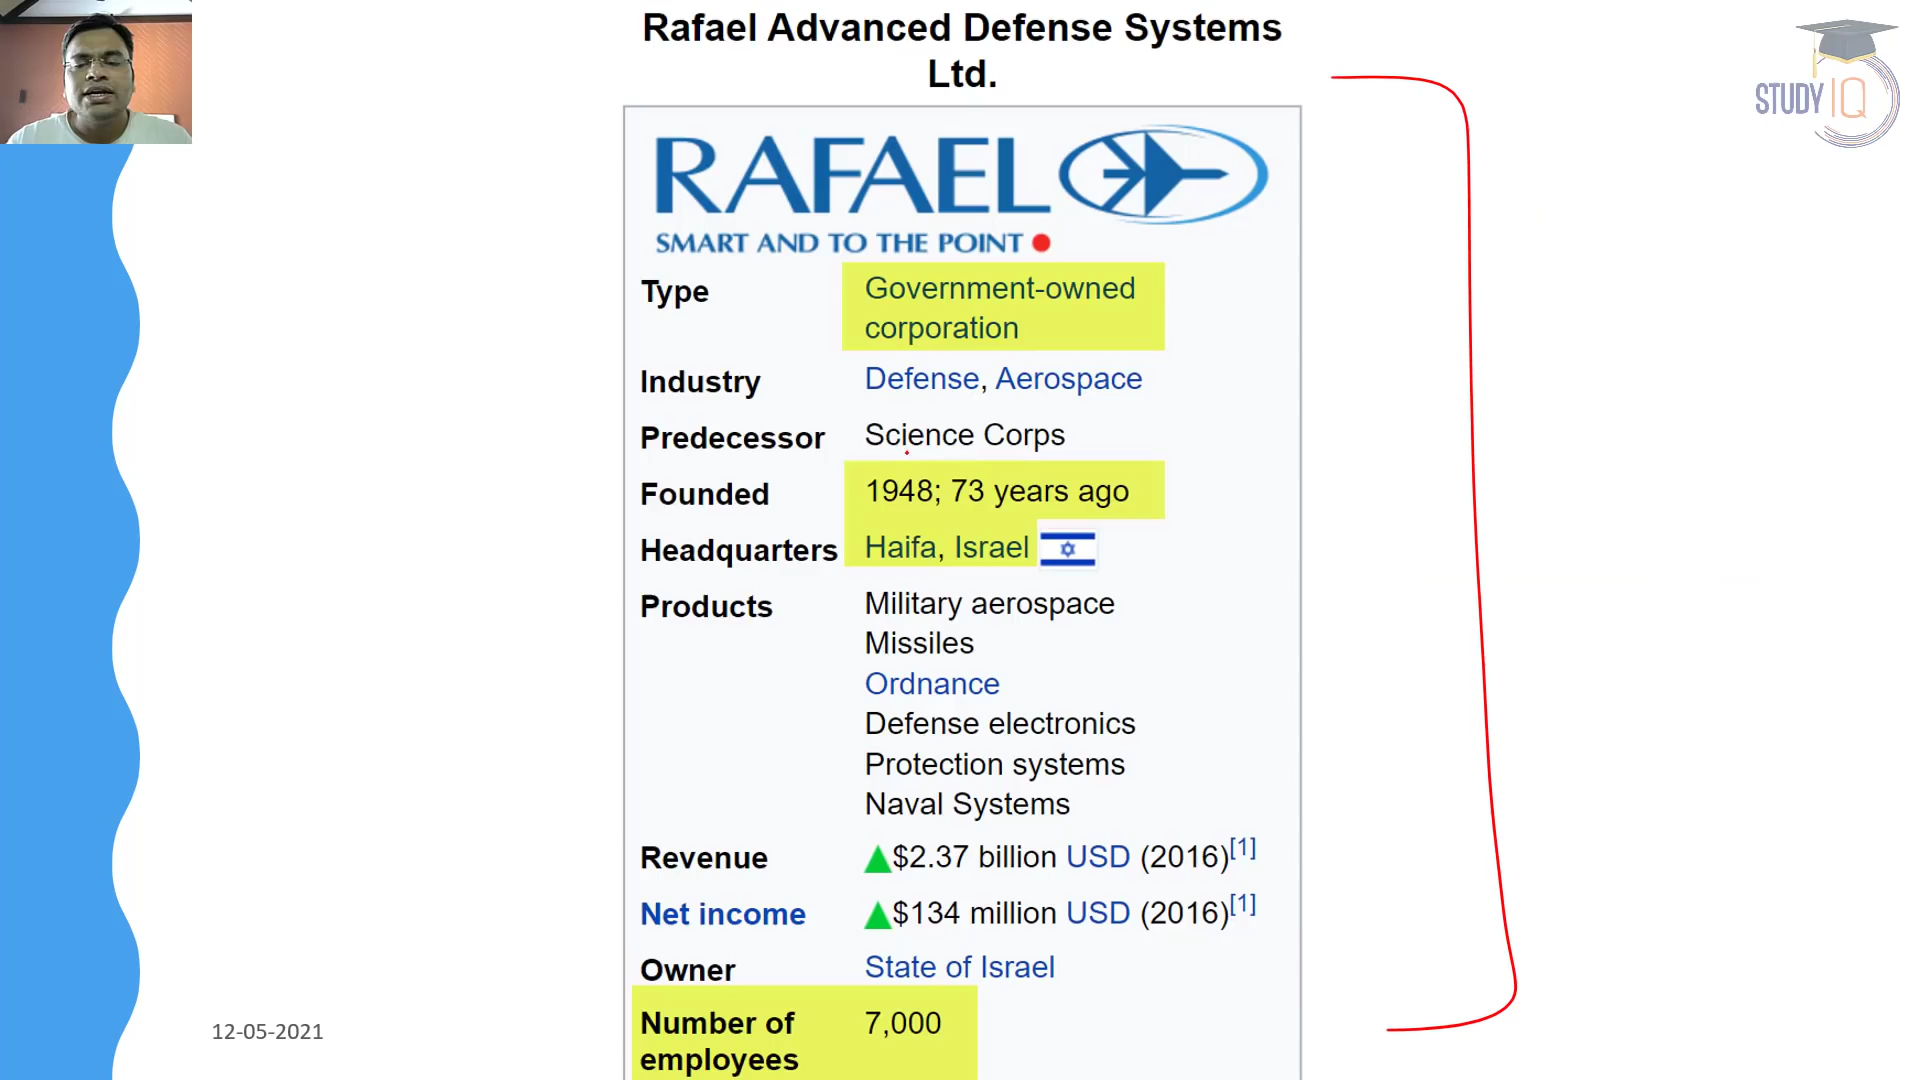 Rafael Advanced Defense Systems
Ltd.
STUDY IQ
RAFAEL
SMART AND TO THE POINT
Type Government-owned
corporation
Industry Defense, Aerospace
Predecessor Science Corps
Founded 1948; 73 years ago
Headquarters Haifa, Israel
Products Military aerospace
Missiles
Ordnance
Defense electronics
Protection systems
Naval Systems
Revenue ▲$2.37 billion USD (2016)[1]
Net income ▲$134 million USD (2016)[1]
Owner State of Israel
Number of 7,000
employees
12-05-2021